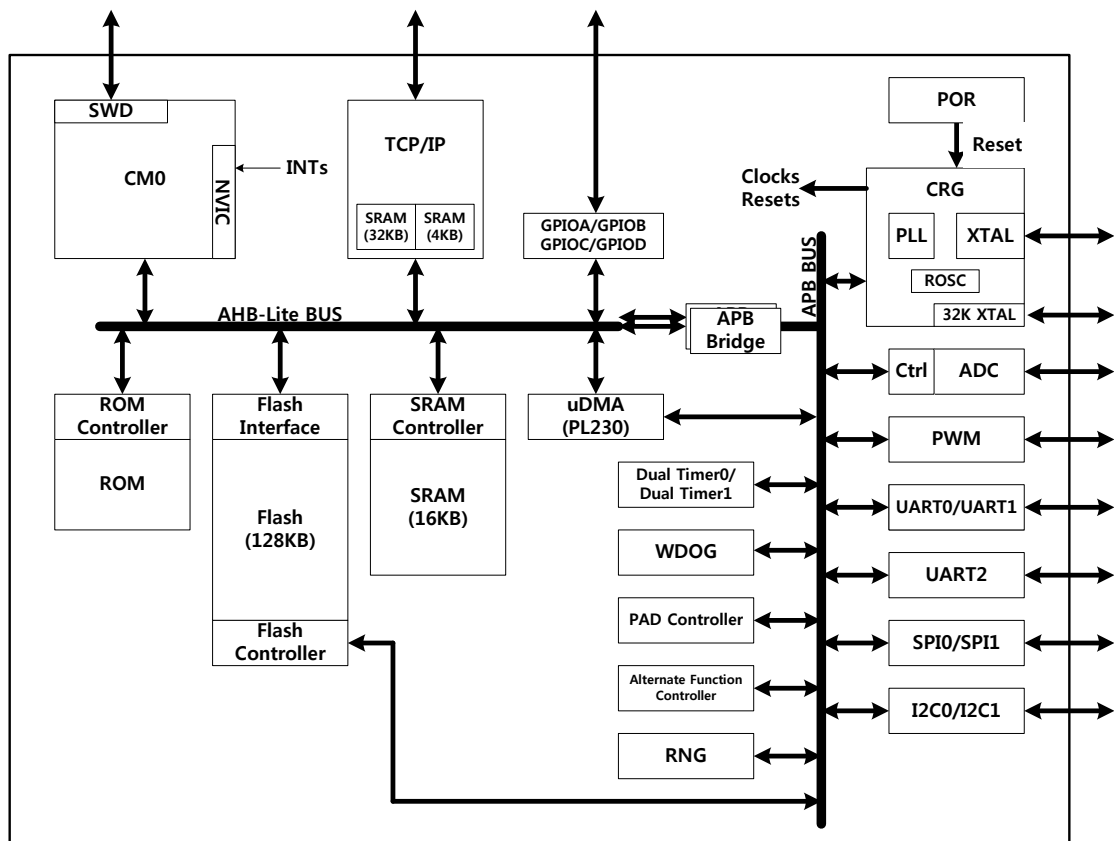 SWD
CM0
NVIC
INTs
TCP/IP
SRAM
(32KB)
SRAM
(4KB)
GPIOA/GPIOB
GPIOC/GPIOD
POR
Reset
Clocks
Resets
CRG
PLL
XTAL
ROSC
32K XTAL
APB BUS
AHB-Lite BUS
APB
Bridge
ROM
Controller
ROM
Flash
Interface
Flash
(128KB)
Flash
Controller
SRAM
Controller
SRAM
(16KB)
uDMA
(PL230)
Dual Timer0/
Dual Timer1
WDOG
PAD Controller
Alternate Function
Controller
RNG
Ctrl
ADC
PWM
UART0/UART1
UART2
SPI0/SPI1
I2C0/I2C1